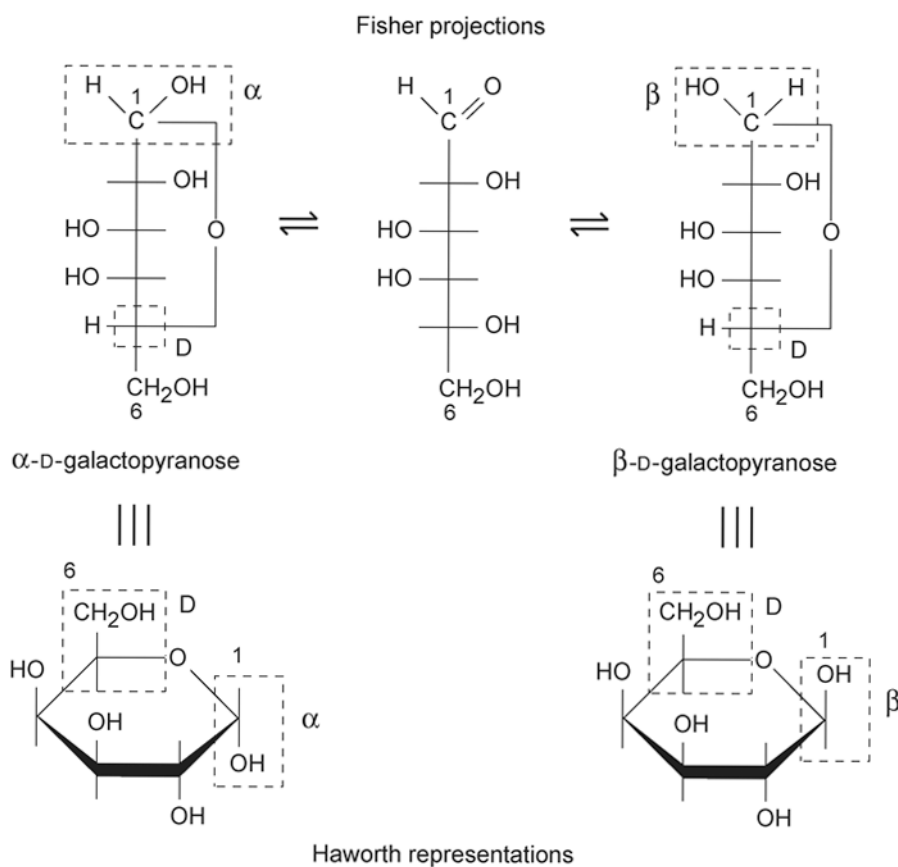 Fisher projections
H OH
1
C
α
OH
HO
O
HO
H
D
CH2OH
6
H O
1
C
OH
HO
HO
OH
CH2OH
6
HO H
1
C
β
OH
HO
O
HO
H
D
CH2OH
6
α-D-galactopyranose
β-D-galactopyranose
6
CH2OH
D
O
1
HO
OH
α
OH
OH
6
CH2OH
D
O
1
HO
OH
OH
β
OH
Haworth representations